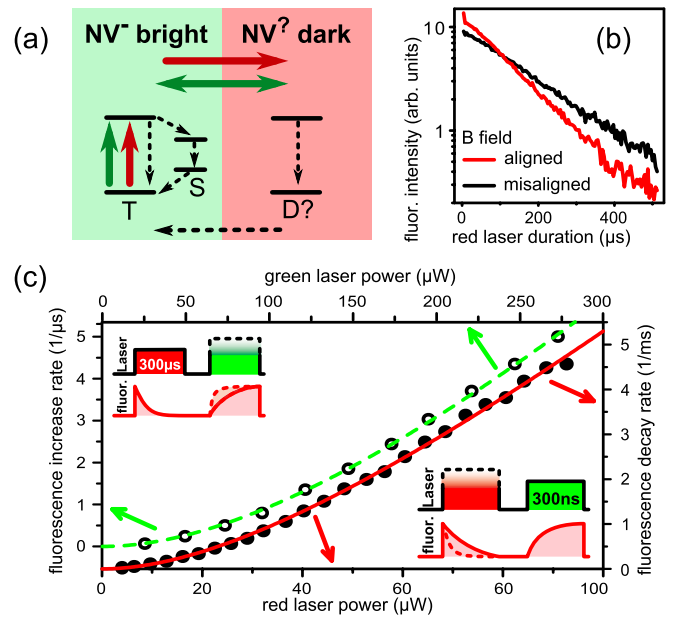 (a)
NV⁻ bright
NV? dark
T
S
D?
(b)
fluor. intensity (arb. units)
10
1
B field
aligned
misaligned
0
200
400
red laser duration (µs)
(c)
green laser power (µW)
0 50 100 150 200 250 300
fluorescence increase rate (1/µs)
5
4
3
2
1
0
fluorescence decay rate (1/ms)
5
4
3
2
1
0
Laser
300µs
fluor.
Laser
300ns
fluor.
0 20 40 60 60 100
red laser power (µW)